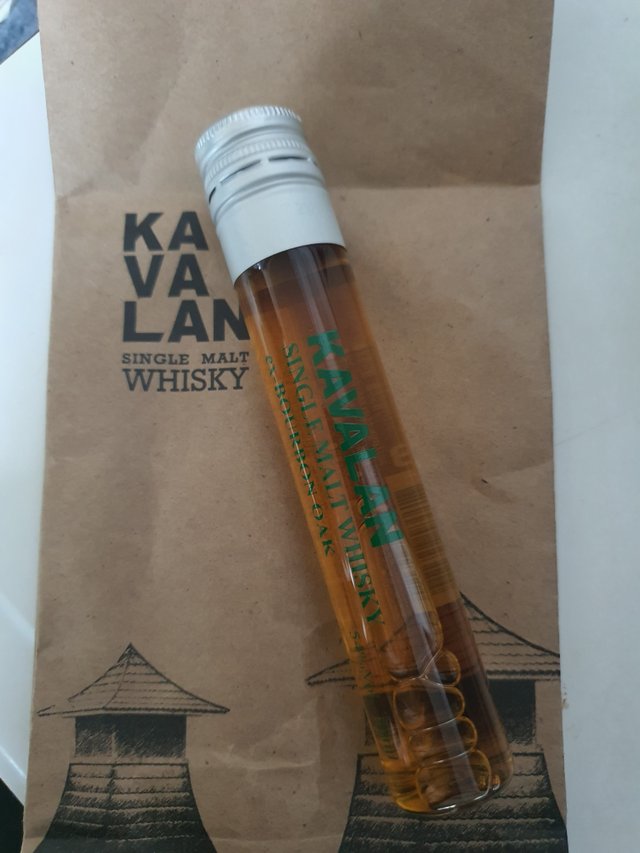 KA
VA
LAN
SINGLE MALT
WHISKY
KAVALAN
SINGLE MALT WHISKY
EX-BOURBON OAK